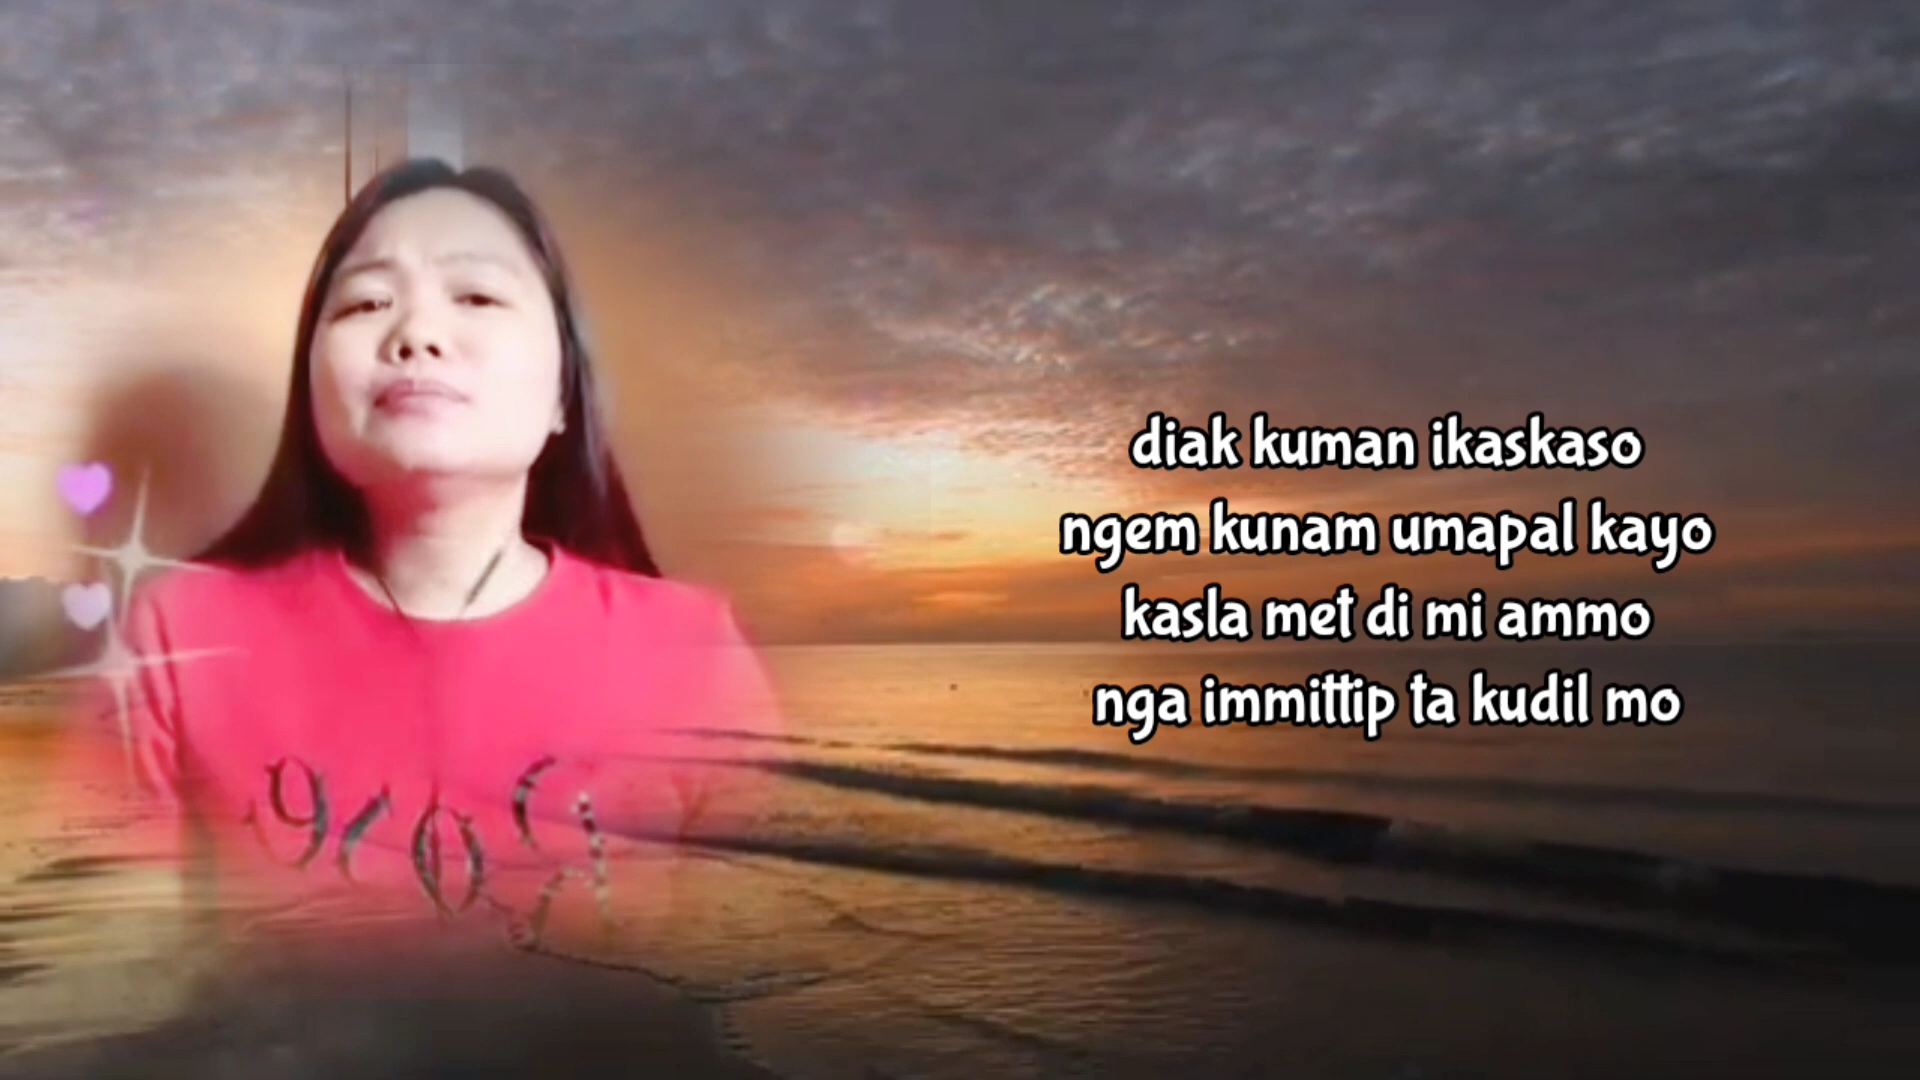 diak kuman ikaskaso
ngem kunam umapal kayo
kasla met di mi ammo
nga immittip ta kudil mo